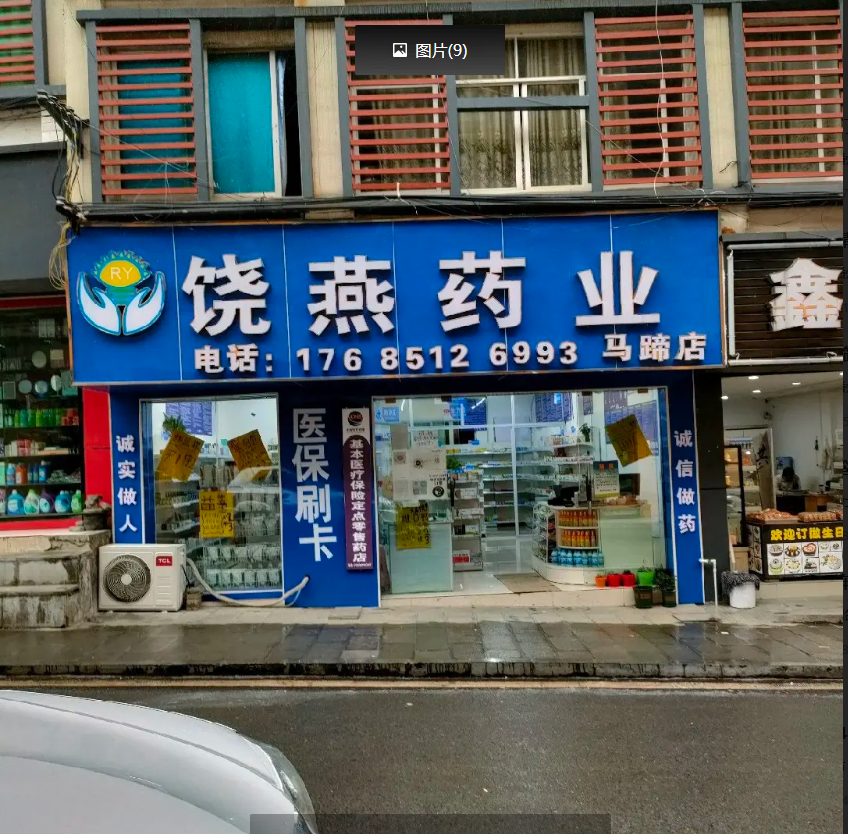 图片(9)
RY
饶燕药业
电话：176 8512 6993 马蹄店
鑫
诚实做人
医保刷卡
基本医疗保险定点零售药店
诚信做药
TCL
欢迎订做生日